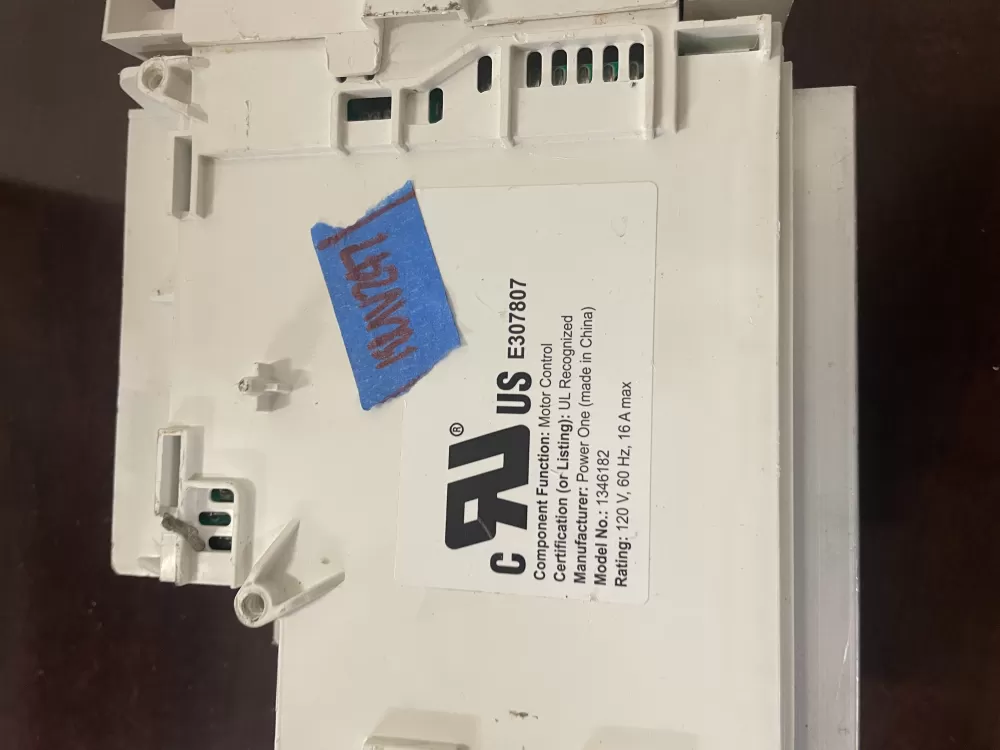 C RU ® US E307807
Component Function: Motor Control
Certification (or Listing): UL Recognized
Manufacturer: Power One (made in China)
Model No.: 1346182
Rating: 120 V, 60 Hz, 16 A max